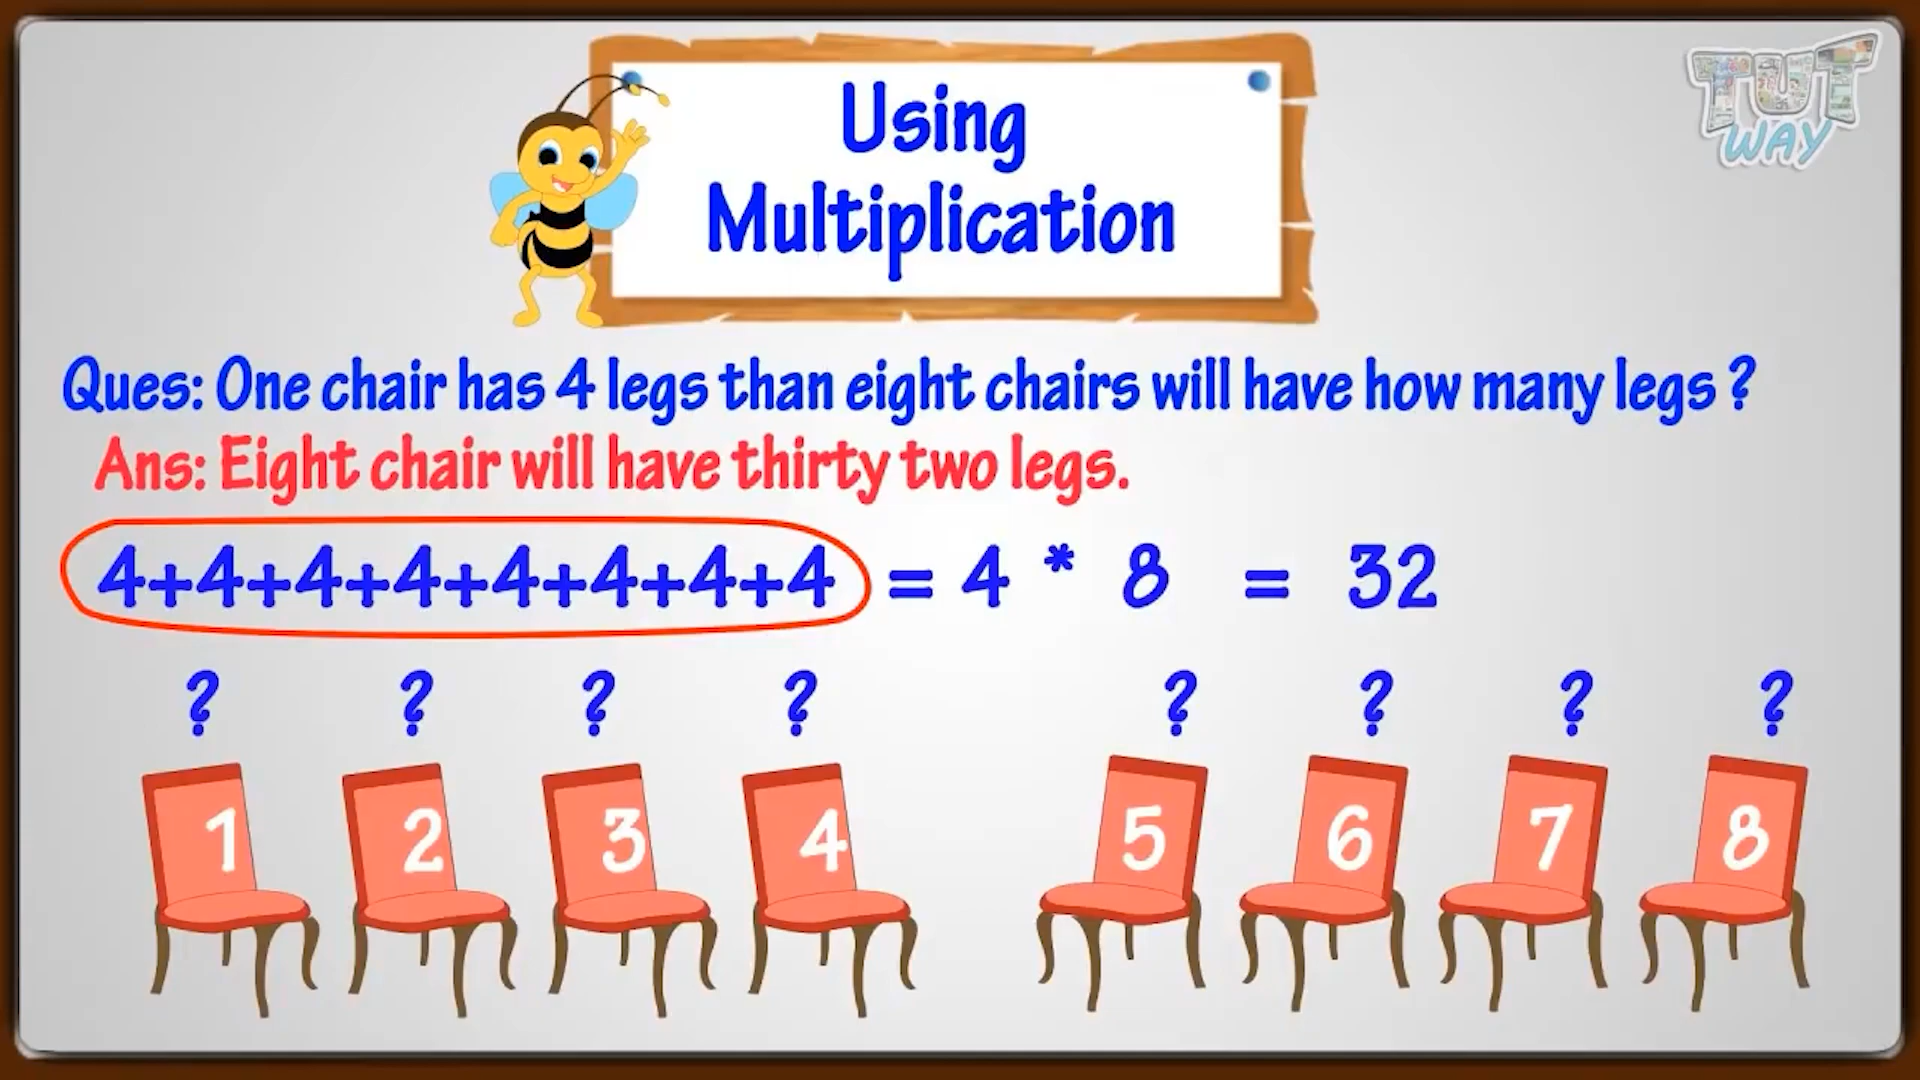 TUT
WAY
Using
Multiplication
Ques: One chair has 4 legs than eight chairs will have how many legs ?
Ans: Eight chair will have thirty two legs.
4+4+4+4+4+4+4+4 = 4 * 8 = 32
? ? ? ? ? ? ? ?
1 2 3 4 5 6 7 8